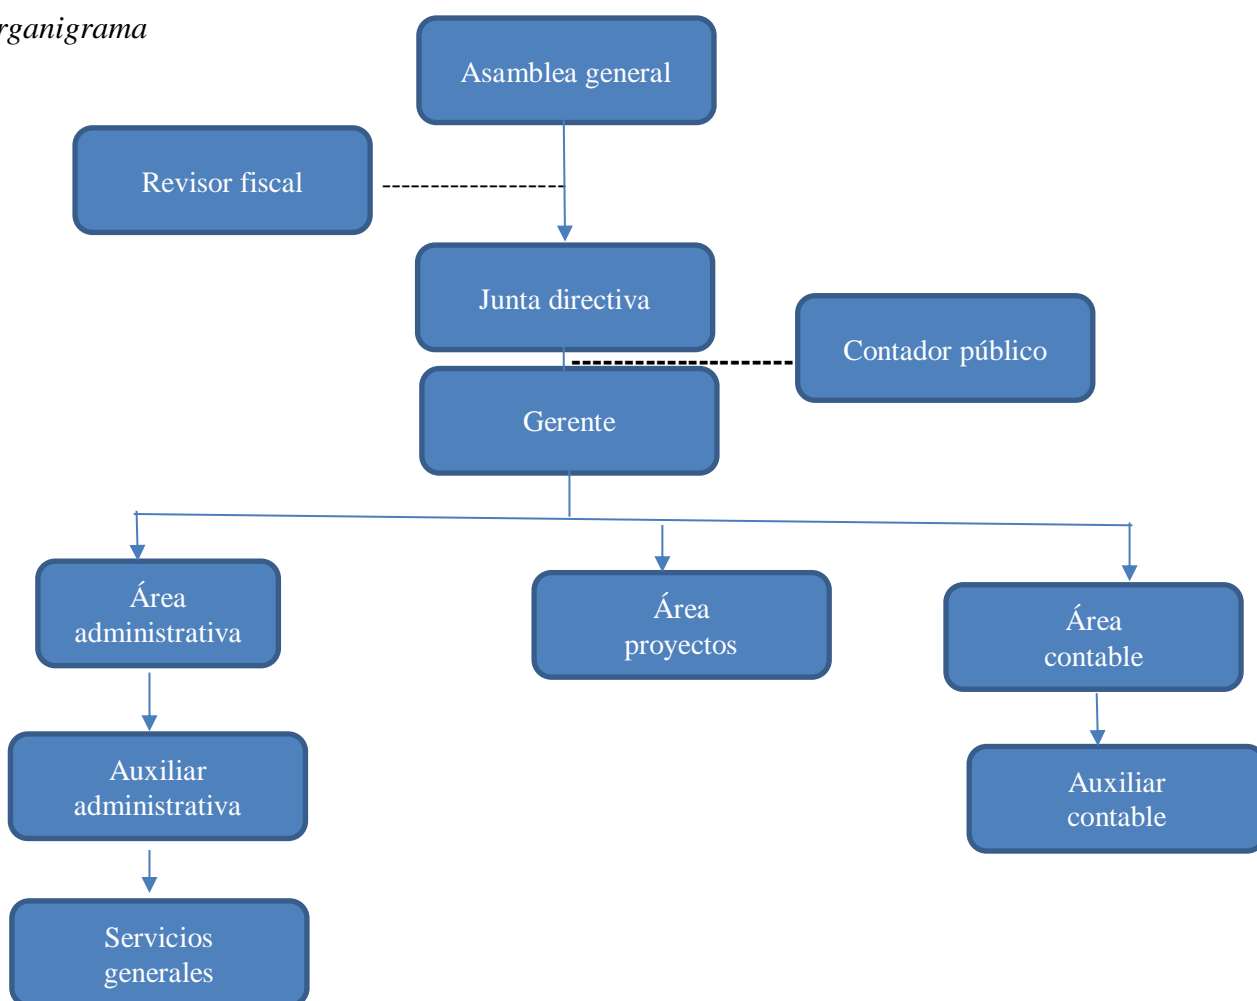 rganigrama
Asamblea general
Revisor fiscal
Junta directiva
Contador público
Gerente
Área
administrativa
Área
proyectos
Área
contable
Auxiliar
administrativa
Auxiliar
contable
Servicios
generales